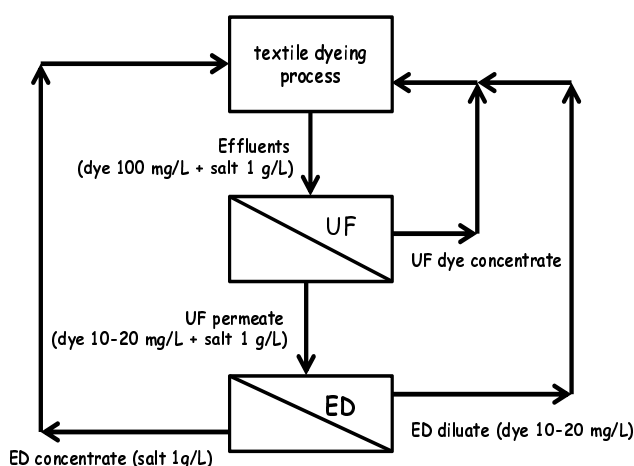 textile dyeing
process
Effluents
(dye 100 mg/L + salt 1 g/L)
UF
UF dye concentrate
UF permeate
(dye 10-20 mg/L + salt 1 g/L)
ED
ED diluate (dye 10-20 mg/L)
ED concentrate (salt 1g/L)